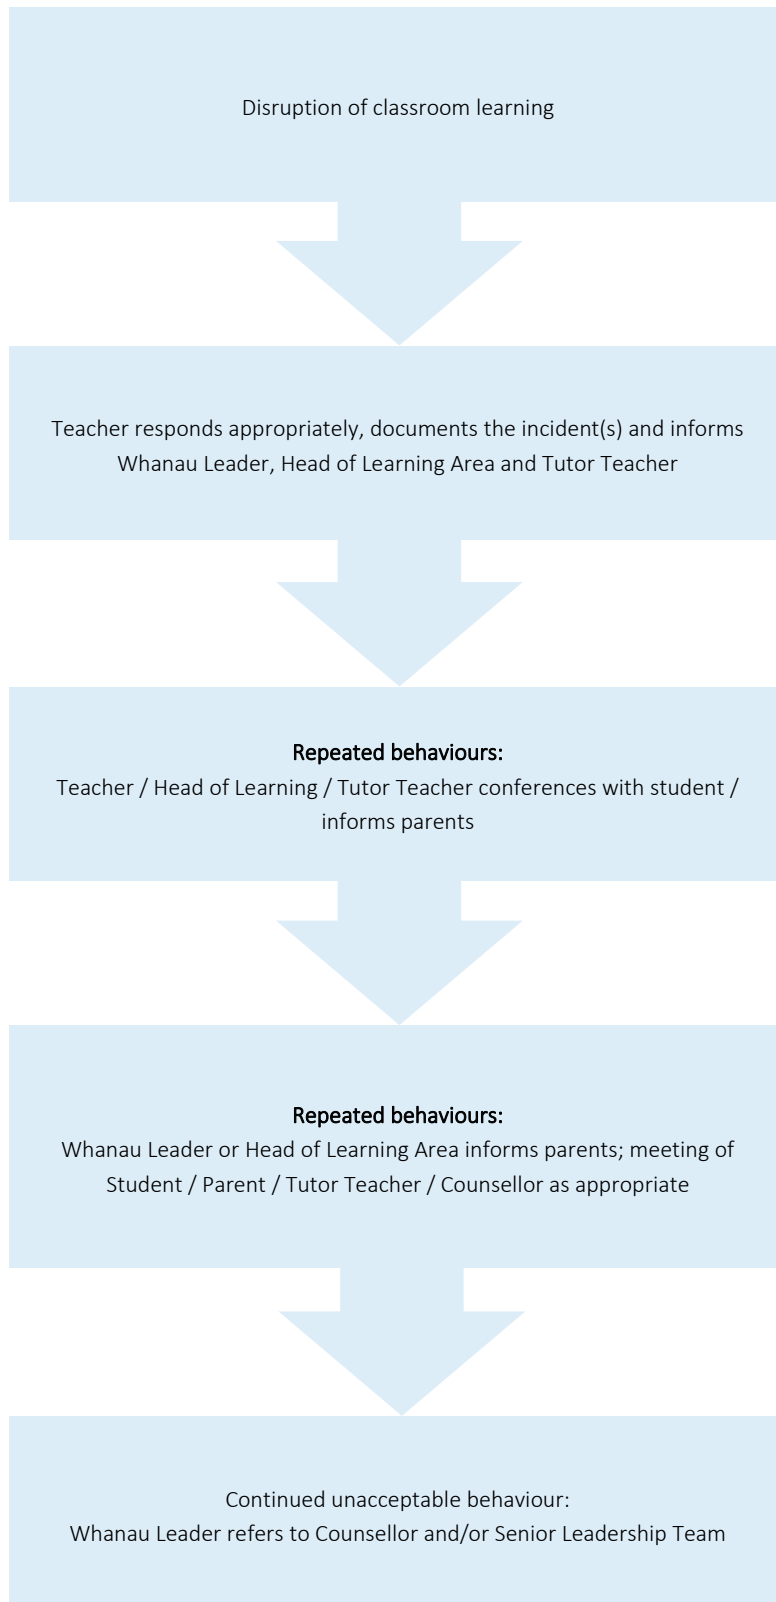 Disruption of classroom learning
Teacher responds appropriately, documents the incident(s) and informs
Whanau Leader, Head of Learning Area and Tutor Teacher
Repeated behaviours:
Teacher / Head of Learning / Tutor Teacher conferences with student /
informs parents
Repeated behaviours:
Whanau Leader or Head of Learning Area informs parents; meeting of
Student / Parent / Tutor Teacher / Counsellor as appropriate
Continued unacceptable behaviour:
Whanau Leader refers to Counsellor and/or Senior Leadership Team